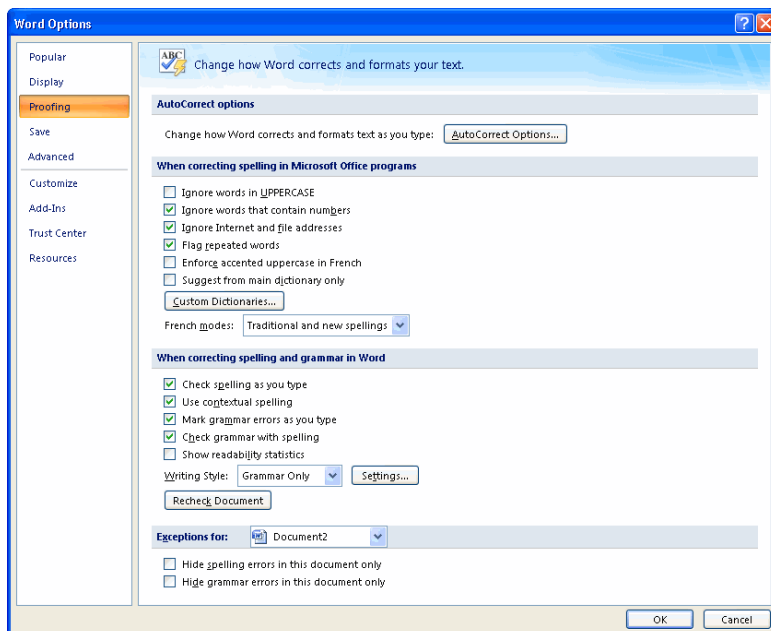 Word Options
Popular
Display
Proofing
Save
Advanced
Customize
Add-Ins
Trust Center
Resources
ABC
Change how Word corrects and formats your text.
AutoCorrect options
Change how Word corrects and formats text as you type: AutoCorrect Options...
When correcting spelling in Microsoft Office programs
Ignore words in UPPERCASE
Ignore words that contain numbers
Ignore Internet and file addresses
Flag repeated words
Enforce accented uppercase in French
Suggest from main dictionary only
Custom Dictionaries...
French modes: Traditional and new spellings
When correcting spelling and grammar in Word
Check spelling as you type
Use contextual spelling
Mark grammar errors as you type
Check grammar with spelling
Show readability statistics
Writing Style: Grammar Only Settings...
Recheck Document
Exceptions for: Document2
Hide spelling errors in this document only
Hide grammar errors in this document only
OK Cancel